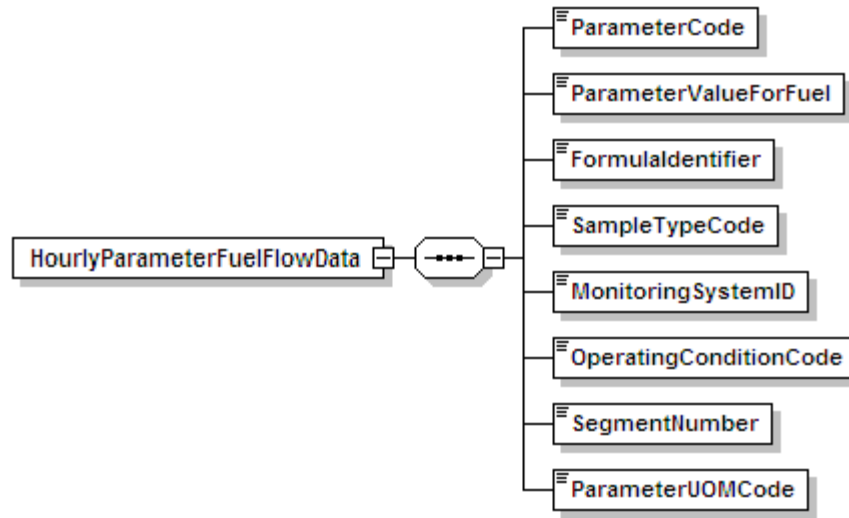 ParameterCode
ParameterValueForFuel
FormulaIdentifier
SampleTypeCode
HourlyParameterFuelFlowData
MonitoringSystemID
OperatingConditionCode
SegmentNumber
ParameterUOMCode